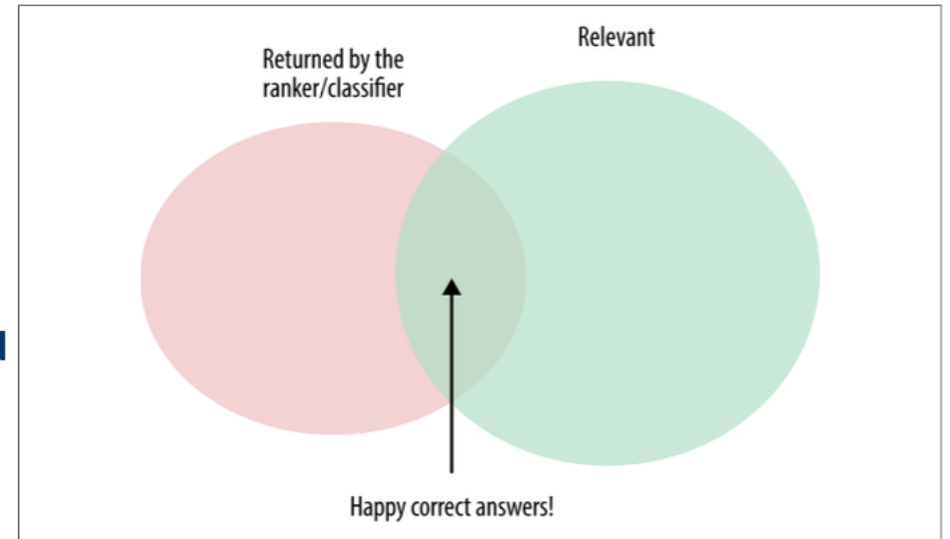 Relevant
Returned by the
ranker/classifier
Happy correct answers!